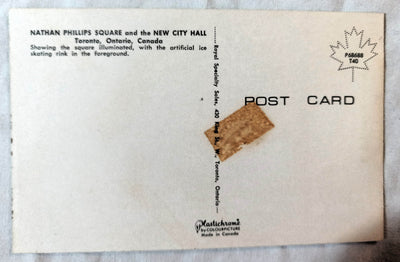 NATHAN PHILLIPS SQUARE and the NEW CITY HALL
Toronto, Ontario, Canada
Showing the square illuminated, with the artificial ice
skating rink in the foreground.
Royal Specialty Sales, 430 King St. W., Toronto, Ontario
POST CARD
P68688
T40
Plastichrome
by COLOURPICTURE
Made in Canada